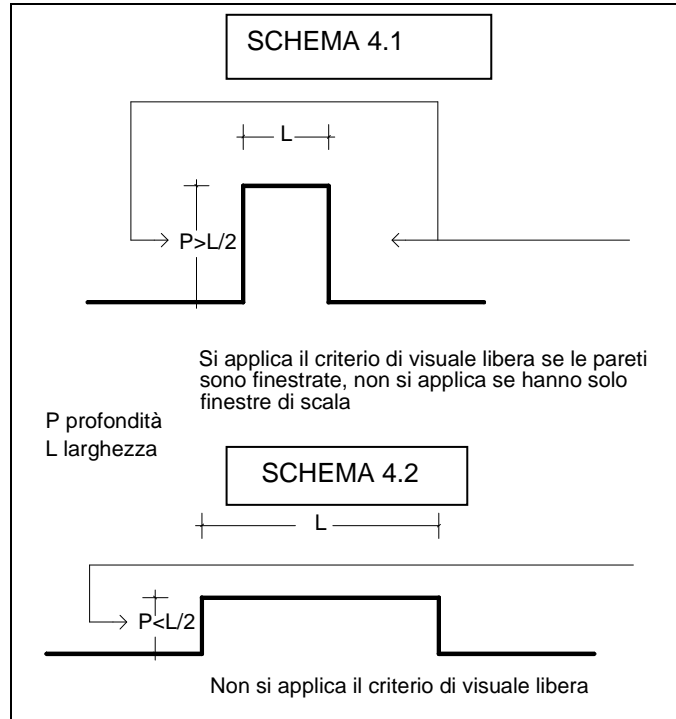 SCHEMA 4.1
L
P>L/2
Si applica il criterio di visuale libera se le pareti
sono finestrate, non si applica se hanno solo
finestre di scala
P profondità
L larghezza
SCHEMA 4.2
L
P<L/2
Non si applica il criterio di visuale libera